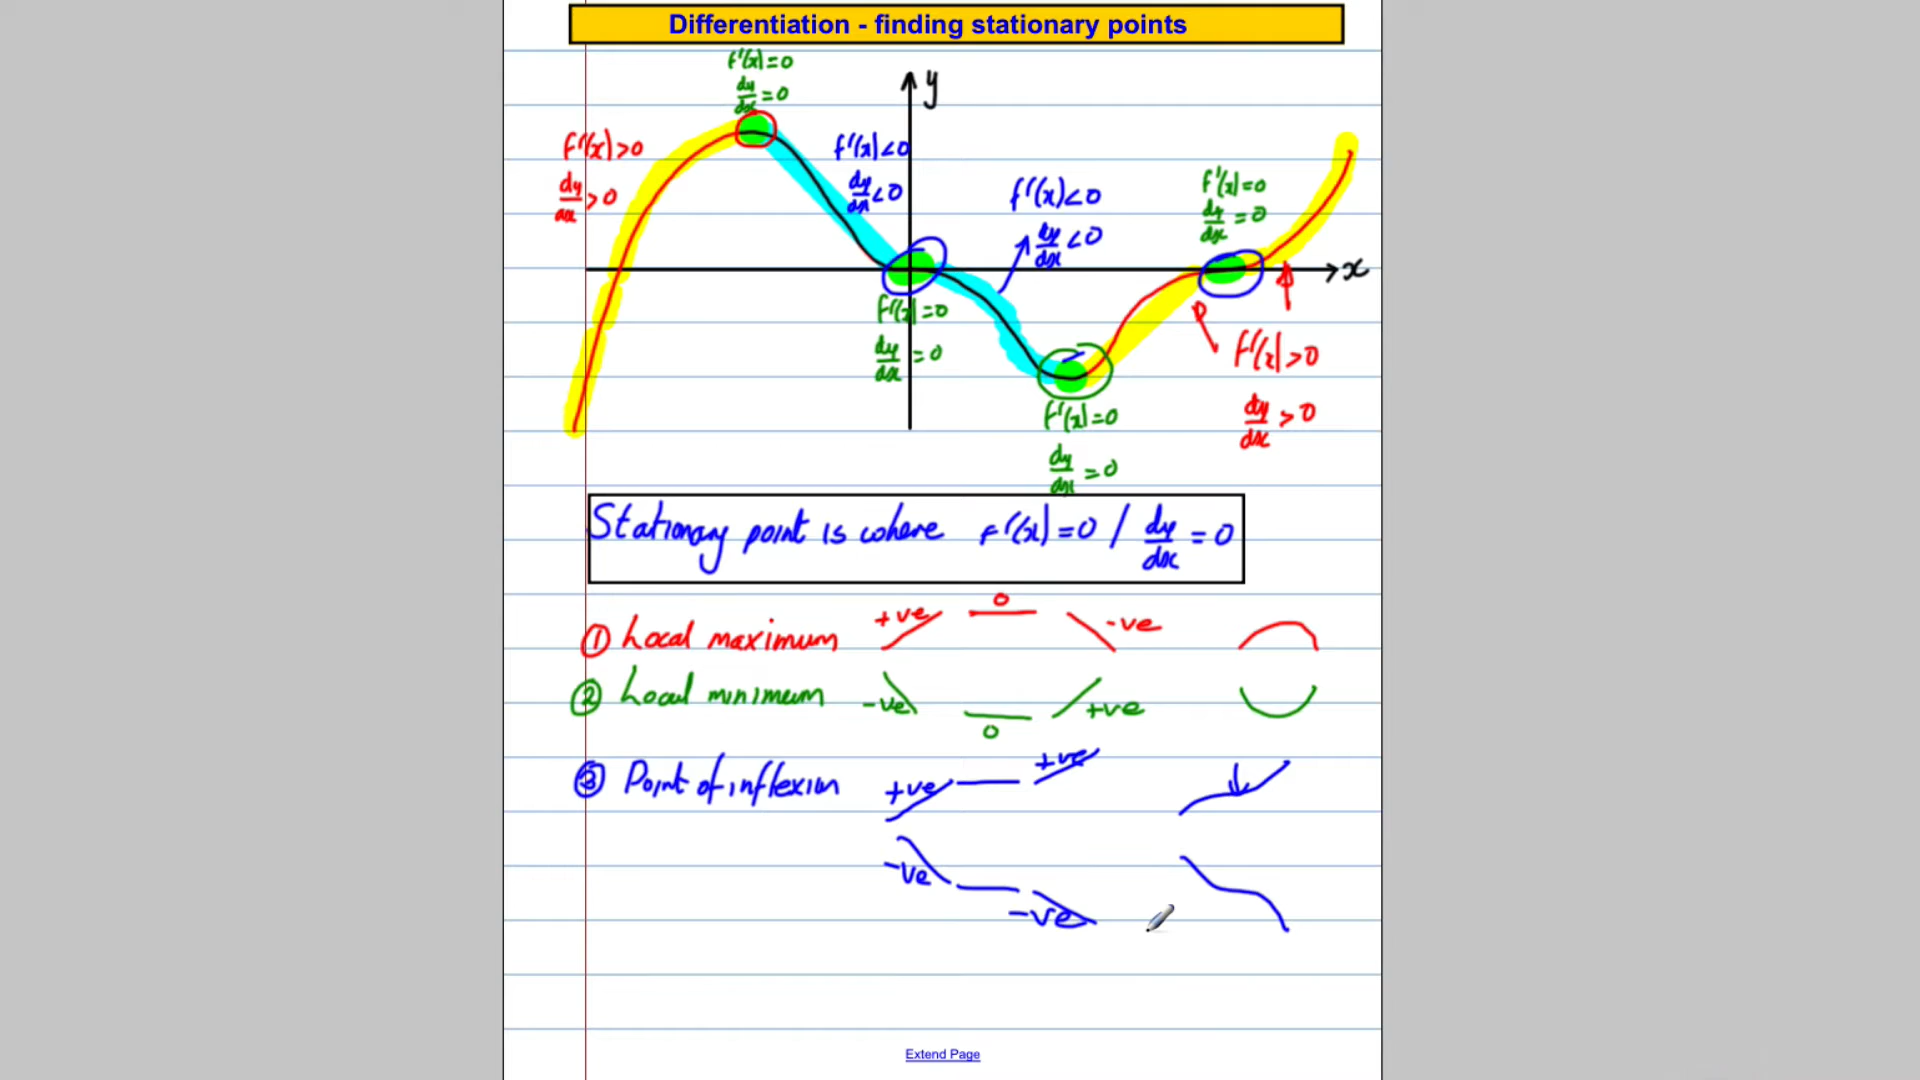 Differentiation - finding stationary points
f'(x)=0
dy/dx=0
y
f'(x)>0
dy/dx>0
f'(x)<0
dy/dx<0
f'(x)<0
dy/dx<0
f'(x)=0
dy/dx=0
x
f'(x)=0
dy/dx=0
f'(x)>0
dy/dx>0
f'(x)=0
dy/dx=0
Stationary point is where f'(x)=0 / dy/dx=0
① Local maximum +ve 0 -ve
② Local minimum -ve 0 +ve
③ Point of inflexion +ve +ve
-ve -ve
Extend Page